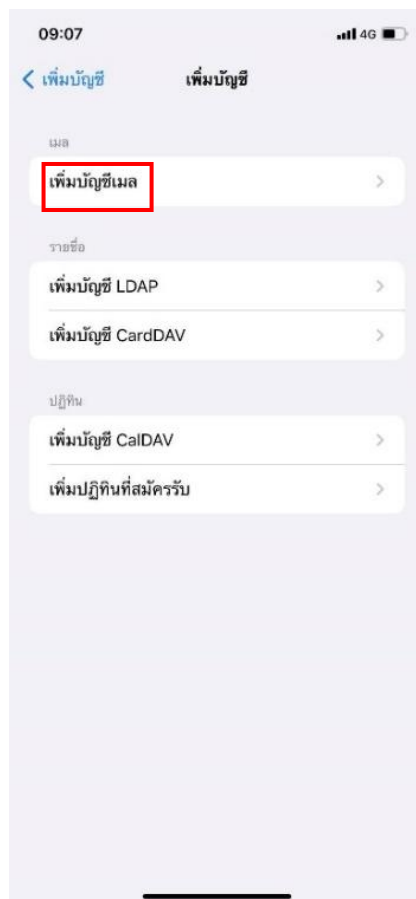 09:07 4G
เพิ่มบัญชี เพิ่มบัญชี
เมล
เพิ่มบัญชีเมล
รายชื่อ
เพิ่มบัญชี LDAP
เพิ่มบัญชี CardDAV
ปฏิทิน
เพิ่มบัญชี CalDAV
เพิ่มปฏิทินที่สมัครรับ